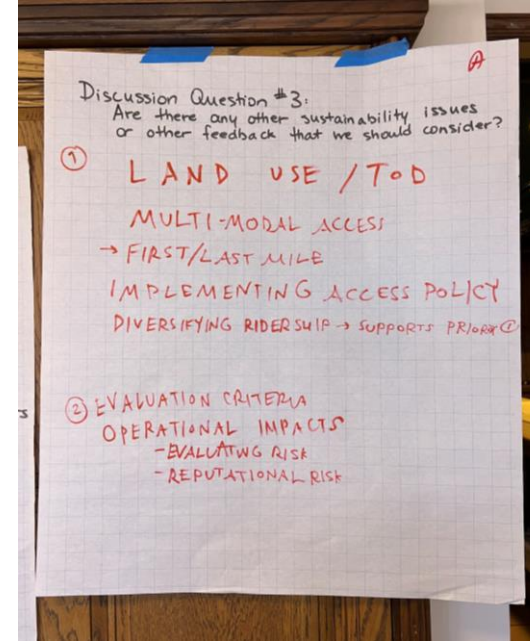 A
Discussion Question #3:
Are there any other sustainability issues
or other feedback that we should consider?
① LAND USE / TOD
MULTI-MODAL ACCESS
→ FIRST/LAST MILE
IMPLEMENTING ACCESS POLICY
DIVERSIFYING RIDERSHIP → SUPPORTS PRIORITY ①
② EVALUATION CRITERIA
OPERATIONAL IMPACTS
- EVALUATING RISK
- REPUTATIONAL RISK
S